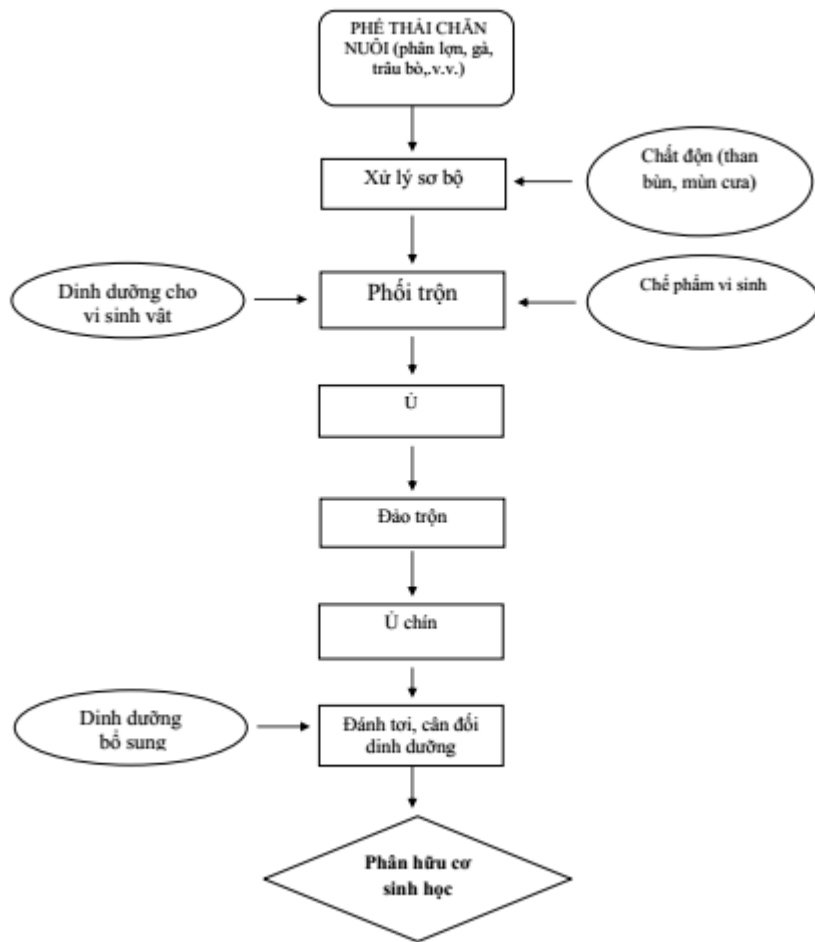 PHẾ THẢI CHĂN
NUÔI (phân lợn, gà,
trâu bò,.v.v.)
Xử lý sơ bộ
Chất độn (than
bùn, mùn cưa)
Dinh dưỡng cho
vi sinh vật
Phối trộn
Chế phẩm vi sinh
Ủ
Đảo trộn
Ủ chín
Dinh dưỡng
bổ sung
Đánh tơi, cân đối
dinh dưỡng
Phân hữu cơ
sinh học